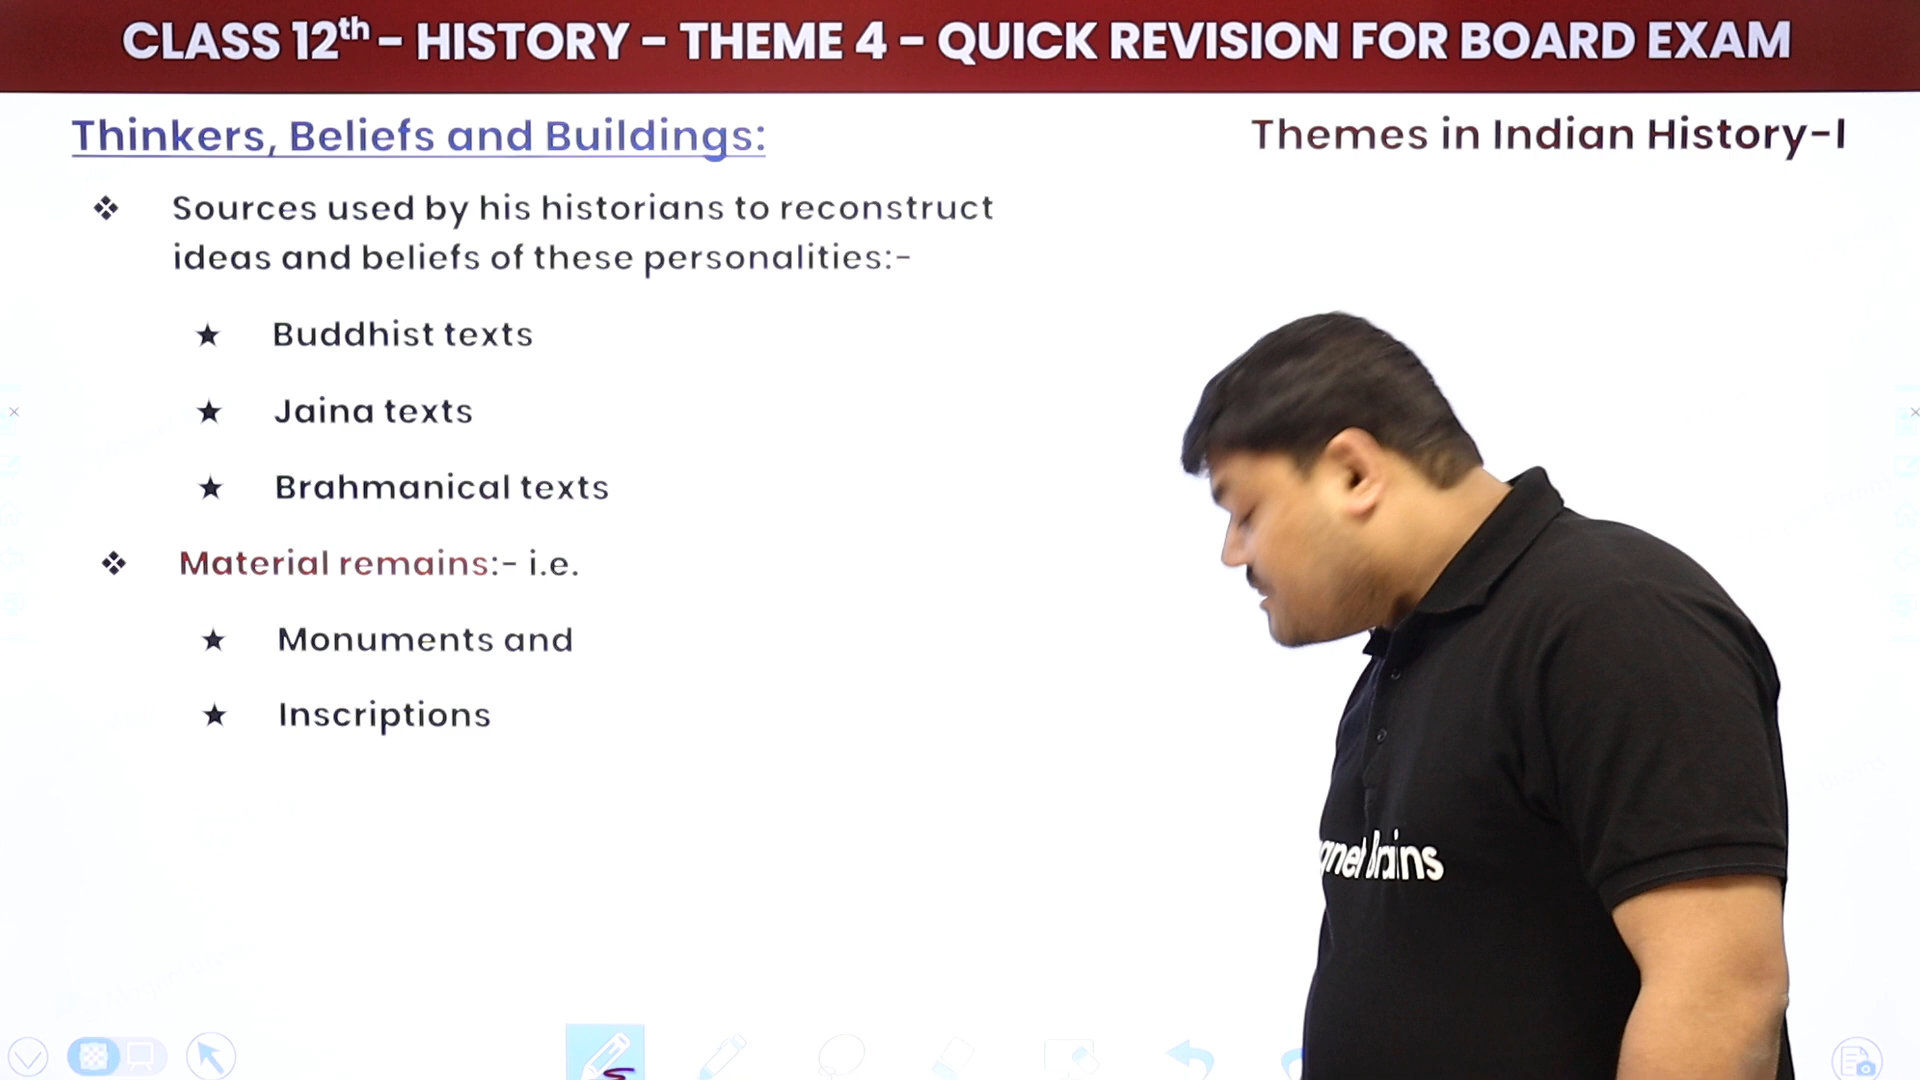 CLASS 12th - HISTORY - THEME 4 - QUICK REVISION FOR BOARD EXAM
Thinkers, Beliefs and Buildings:
Themes in Indian History-I
❖ Sources used by his historians to reconstruct
ideas and beliefs of these personalities:-
★ Buddhist texts
★ Jaina texts
★ Brahmanical texts
❖ Material remains:- i.e.
★ Monuments and
★ Inscriptions
gnet Brains